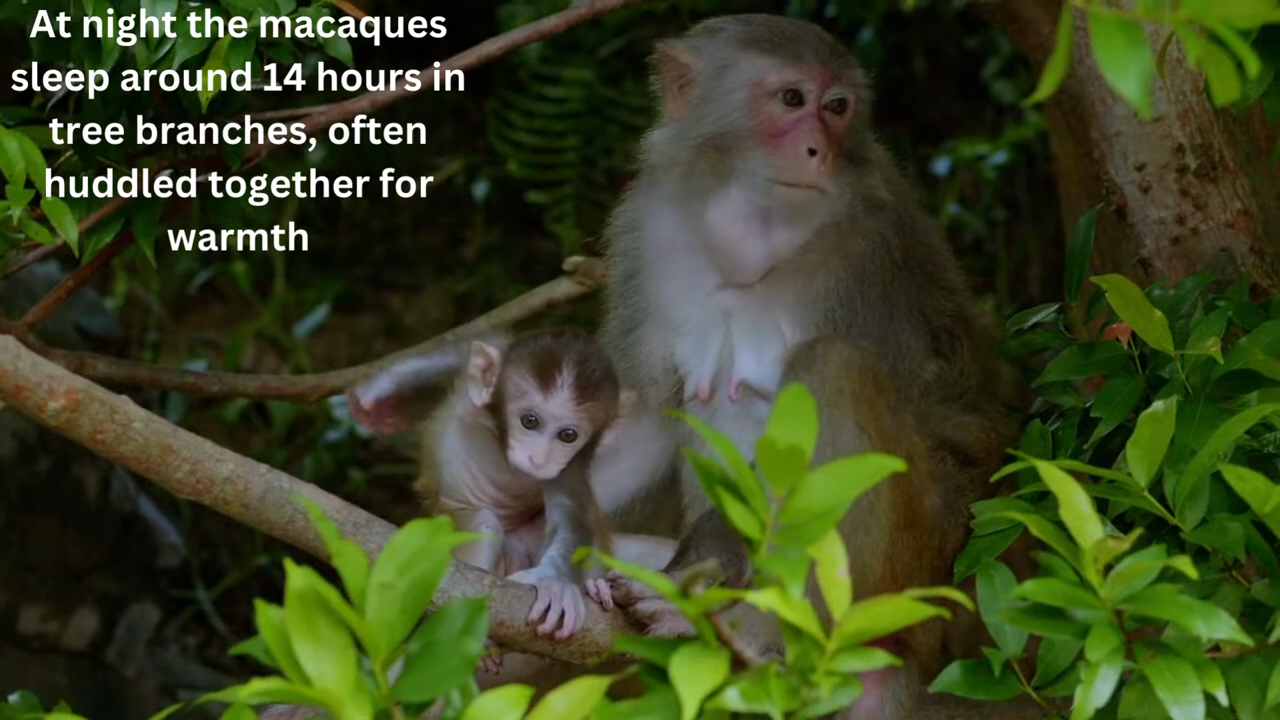 At night the macaques
sleep around 14 hours in
tree branches, often
huddled together for
warmth